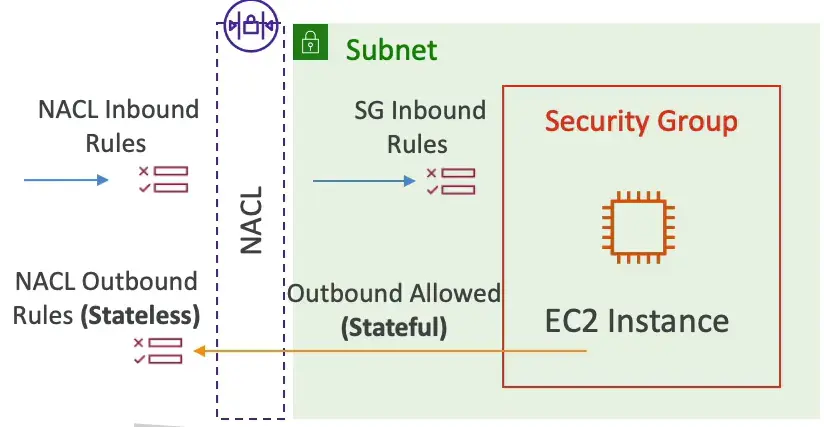 Subnet
NACL Inbound
Rules
SG Inbound
Rules
Security Group
NACL
NACL Outbound
Rules (Stateless)
Outbound Allowed
(Stateful)
EC2 Instance